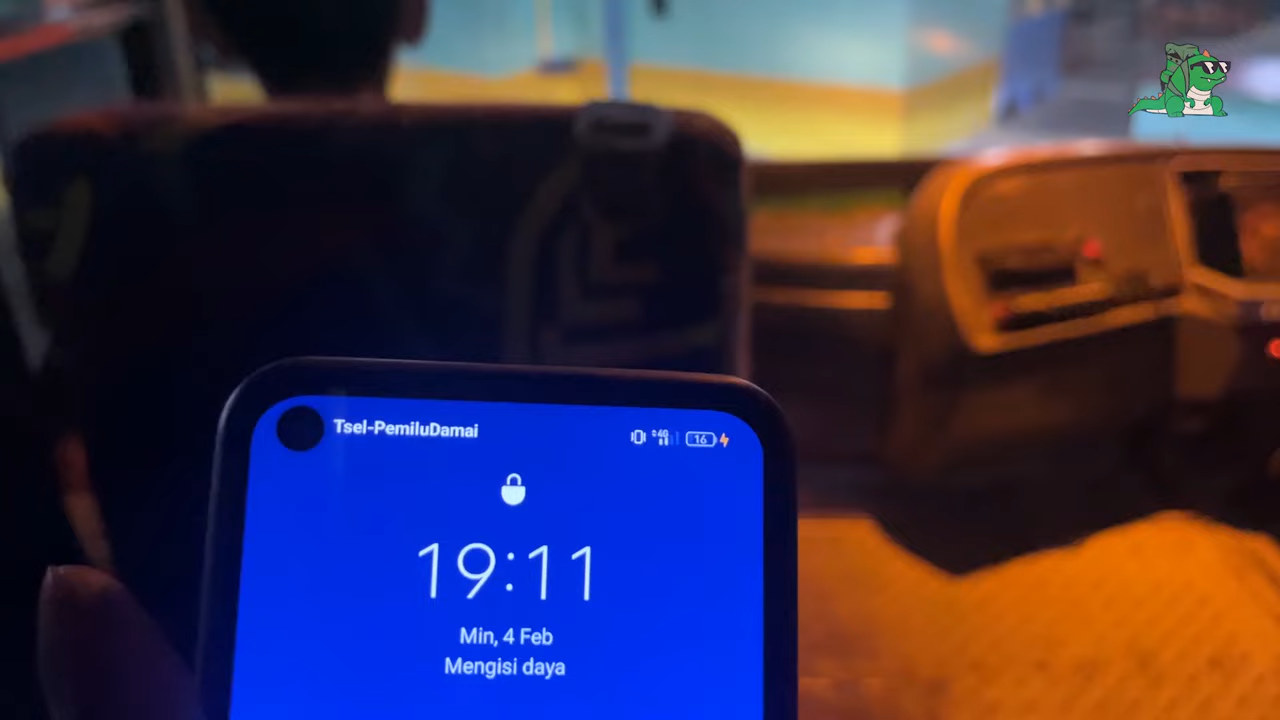 Tsel-PemiluDamai
4G
16
19:11
Min, 4 Feb
Mengisi daya